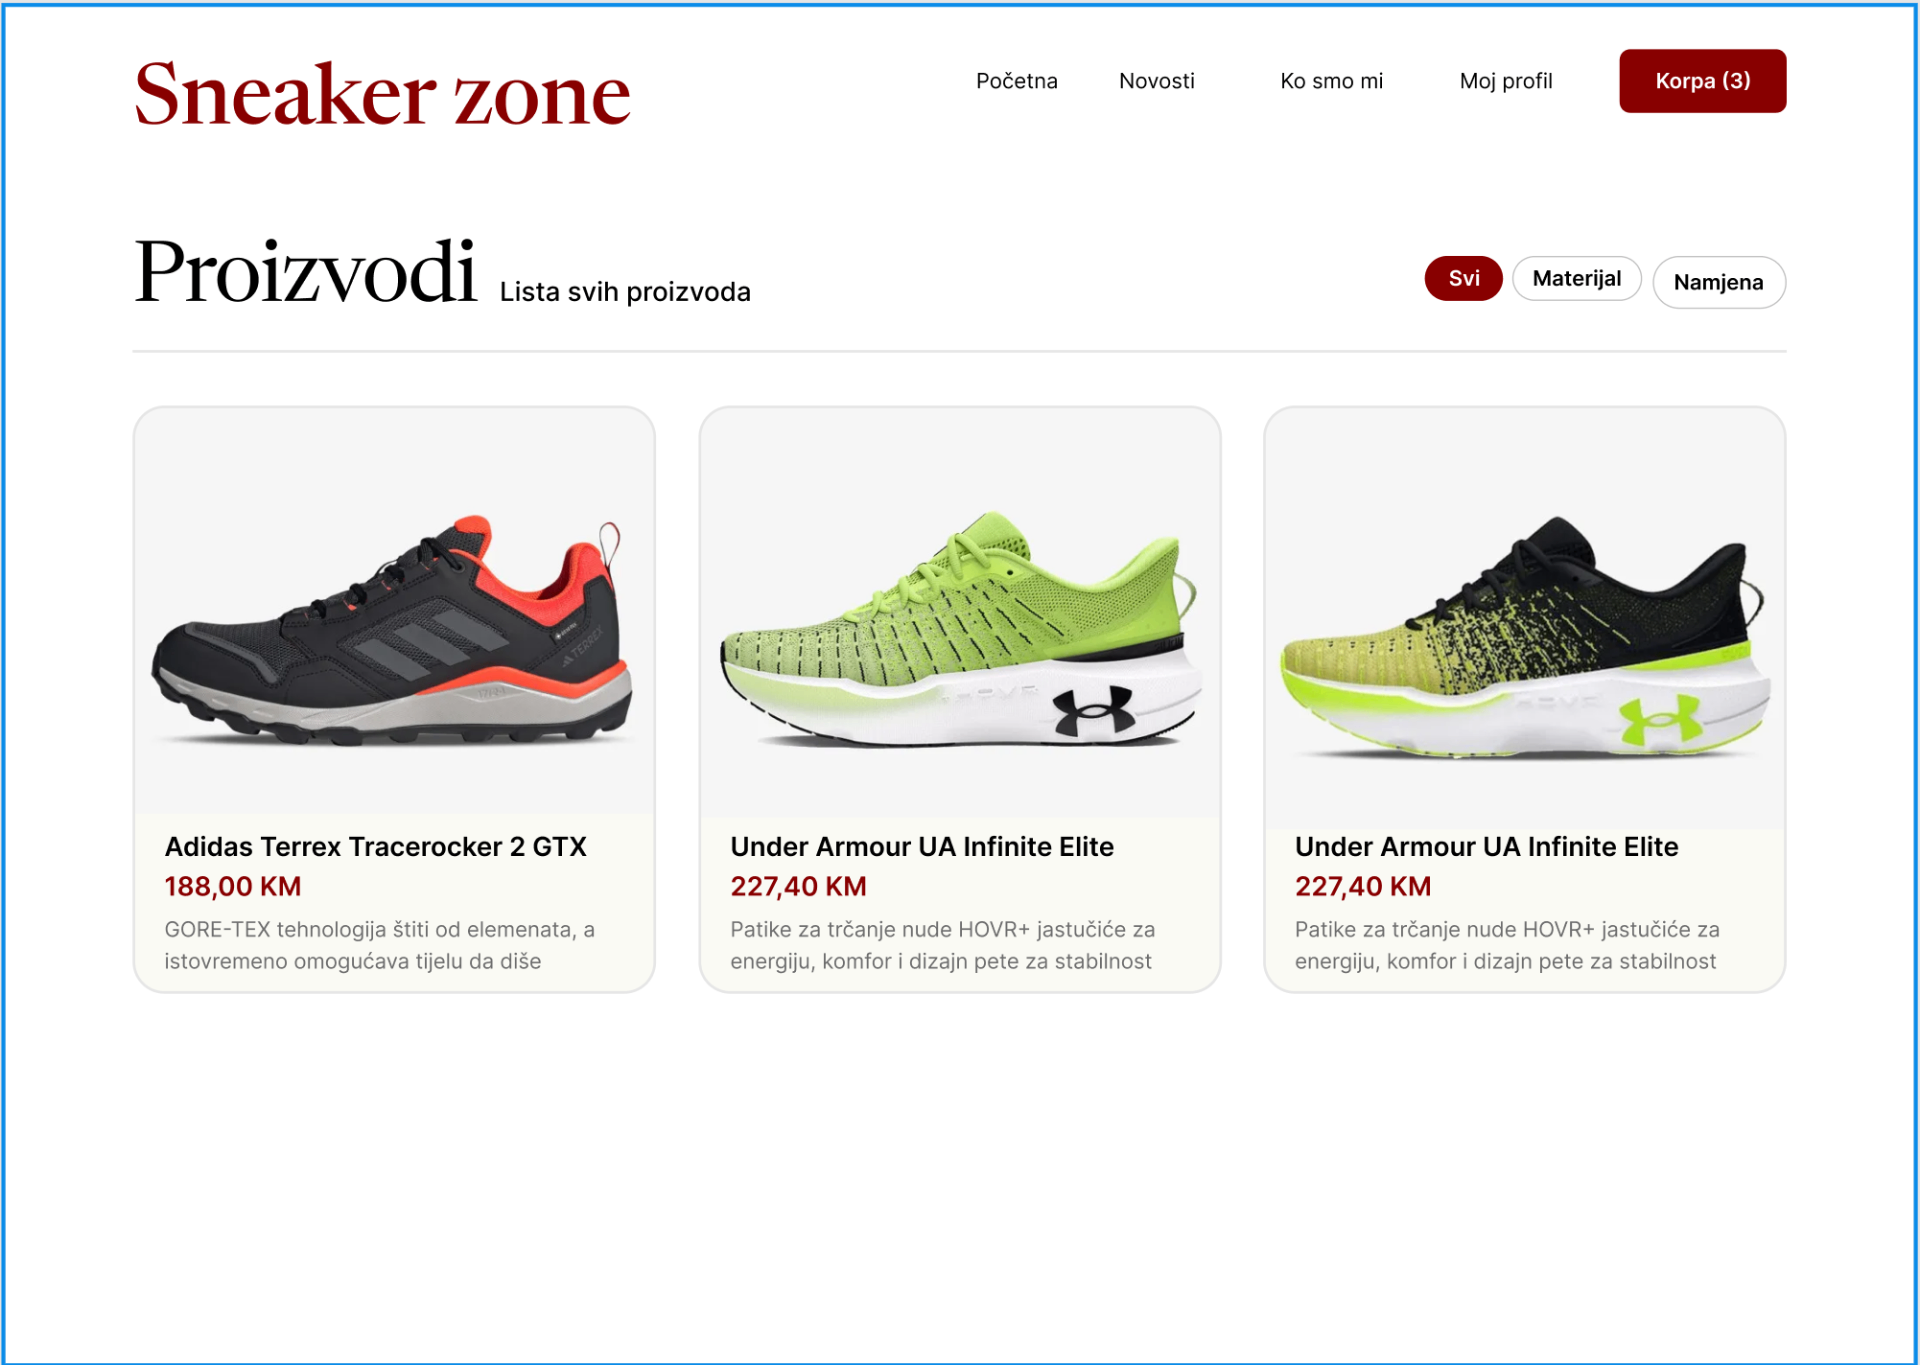 Sneaker zone
Početna
Novosti
Ko smo mi
Moj profil
Korpa (3)
Proizvodi
Lista svih proizvoda
Svi
Materijal
Namjena
TERREX
HOVR
HOVR
Adidas Terrex Tracerocker 2 GTX
188,00 KM
GORE-TEX tehnologija štiti od elemenata, a
istovremeno omogućava tijelu da diše
Under Armour UA Infinite Elite
227,40 KM
Patike za trčanje nude HOVR+ jastučiće za
energiju, komfor i dizajn pete za stabilnost
Under Armour UA Infinite Elite
227,40 KM
Patike za trčanje nude HOVR+ jastučiće za
energiju, komfor i dizajn pete za stabilnost